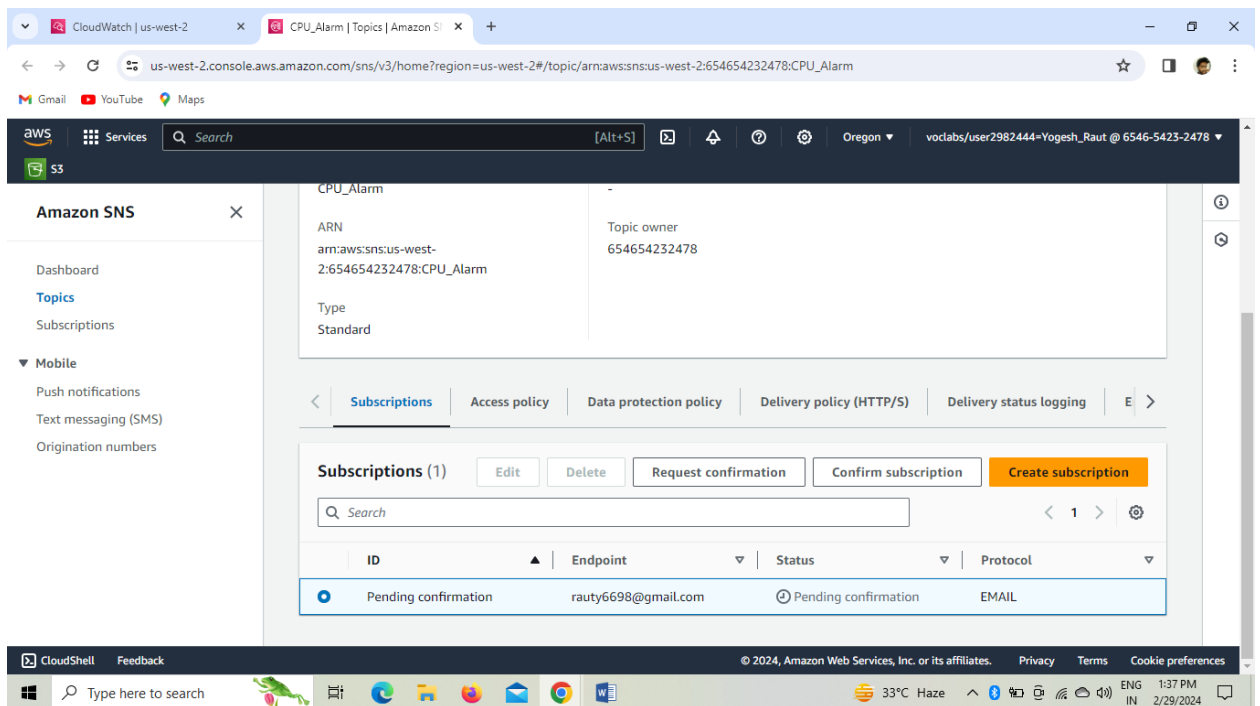 CloudWatch | us-west-2
CPU_Alarm | Topics | Amazon S
us-west-2.console.aws.amazon.com/sns/v3/home?region=us-west-2#/topic/arn:aws:sns:us-west-2:654654232478:CPU_Alarm
Gmail YouTube Maps
aws Services Search [Alt+S] Oregon voclabs/user2982444=Yogesh_Raut @ 6546-5423-2478
S3
Amazon SNS
Dashboard
Topics
Subscriptions
Mobile
Push notifications
Text messaging (SMS)
Origination numbers
CPU_Alarm
-
ARN
arn:aws:sns:us-west-
2:654654232478:CPU_Alarm
Topic owner
654654232478
Type
Standard
Subscriptions Access policy Data protection policy Delivery policy (HTTP/S) Delivery status logging E
Subscriptions (1) Edit Delete Request confirmation Confirm subscription Create subscription
Search
1
ID Endpoint Status Protocol
Pending confirmation rauty6698@gmail.com Pending confirmation EMAIL
CloudShell Feedback © 2024, Amazon Web Services, Inc. or its affiliates. Privacy Terms Cookie preferences
Type here to search
33°C Haze
ENG
IN
1:37 PM
2/29/2024